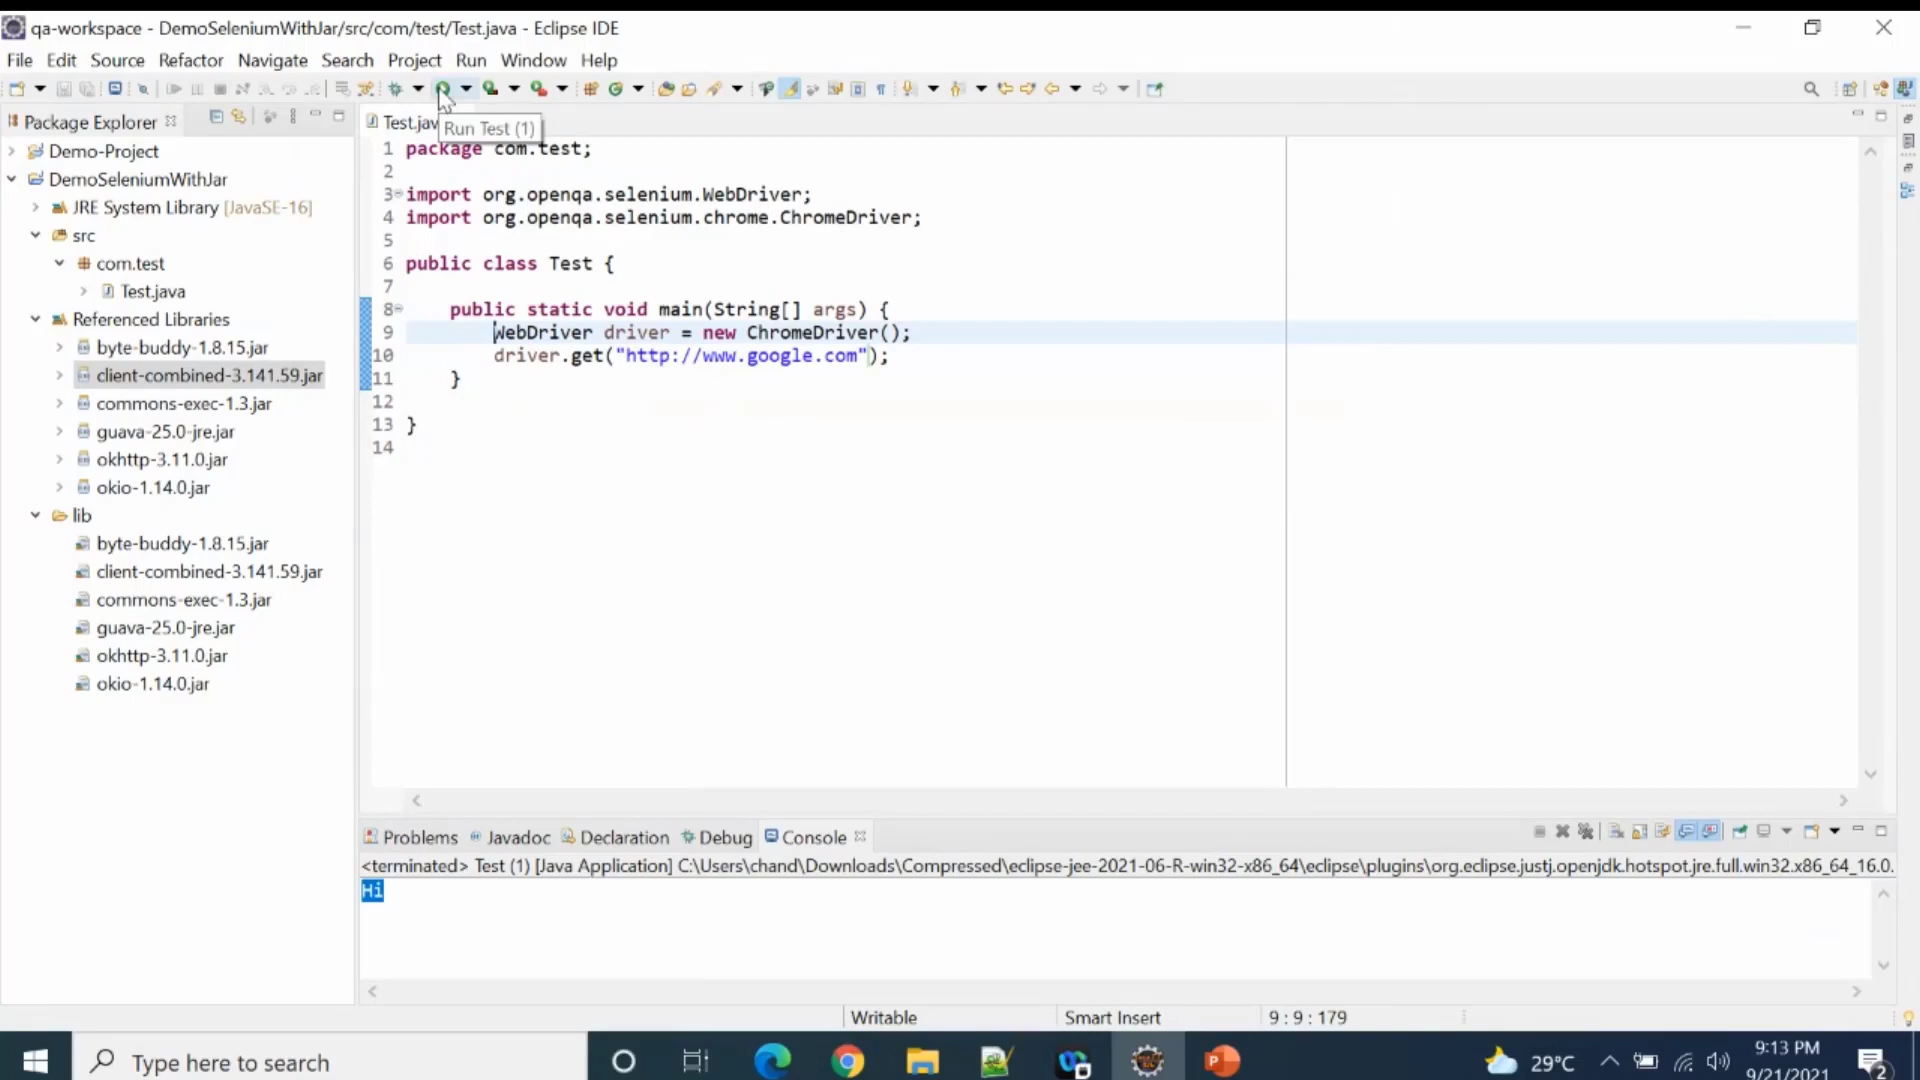 qa-workspace - DemoSeleniumWithJar/src/com/test/Test.java - Eclipse IDE
File Edit Source Refactor Navigate Search Project Run Window Help
Package Explorer
Demo-Project
DemoSeleniumWithJar
JRE System Library [JavaSE-16]
src
com.test
Test.java
Referenced Libraries
byte-buddy-1.8.15.jar
client-combined-3.141.59.jar
commons-exec-1.3.jar
guava-25.0-jre.jar
okhttp-3.11.0.jar
okio-1.14.0.jar
lib
byte-buddy-1.8.15.jar
client-combined-3.141.59.jar
commons-exec-1.3.jar
guava-25.0-jre.jar
okhttp-3.11.0.jar
okio-1.14.0.jar
Test.jav
Run Test (1)
1 package com.test;
2
3 import org.openqa.selenium.WebDriver;
4 import org.openqa.selenium.chrome.ChromeDriver;
5
6 public class Test {
7
8 public static void main(String[] args) {
9 WebDriver driver = new ChromeDriver();
10 driver.get("http://www.google.com");
11 }
12
13 }
14
Problems Javadoc Declaration Debug Console
<terminated> Test (1) [Java Application] C:\Users\chand\Downloads\Compressed\eclipse-jee-2021-06-R-win32-x86_64\eclipse\plugins\org.eclipse.justj.openjdk.hotspot.jre.full.win32.x86_64_16.0.
Hi
Writable Smart Insert 9 : 9 : 179
Type here to search
29°C
9:13 PM
9/21/2021
2